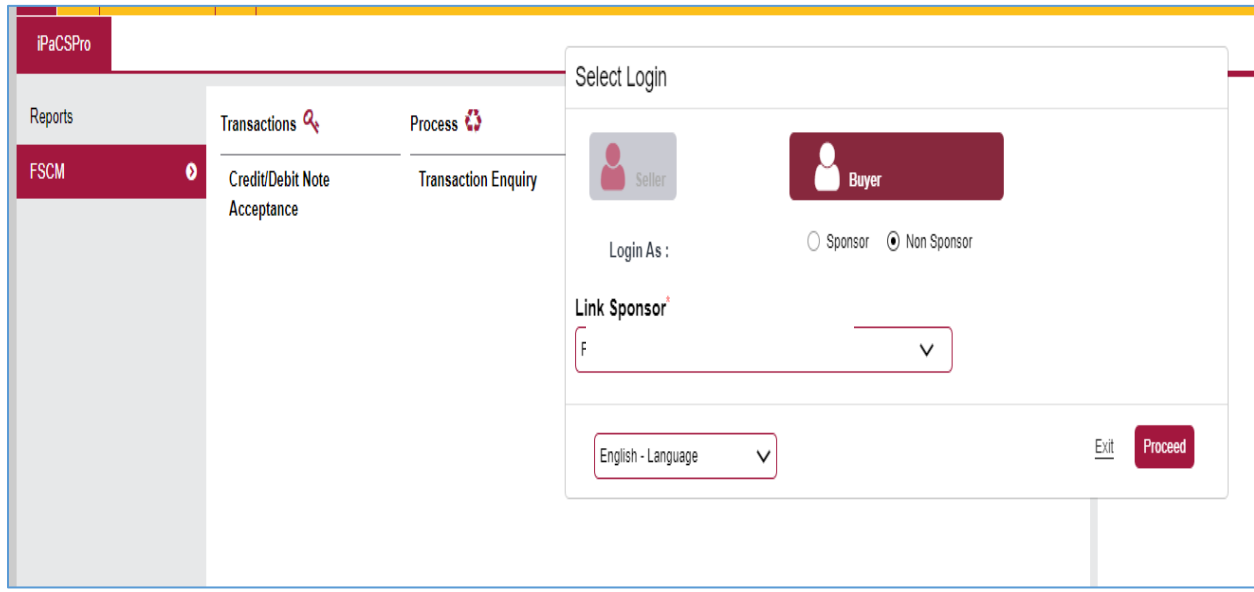 iPaCSPro
Reports
FSCM
Transactions
Process
Credit/Debit Note
Acceptance
Transaction Enquiry
Select Login
Seller
Buyer
Login As :
Sponsor
Non Sponsor
Link Sponsor*
English - Language
Exit
Proceed